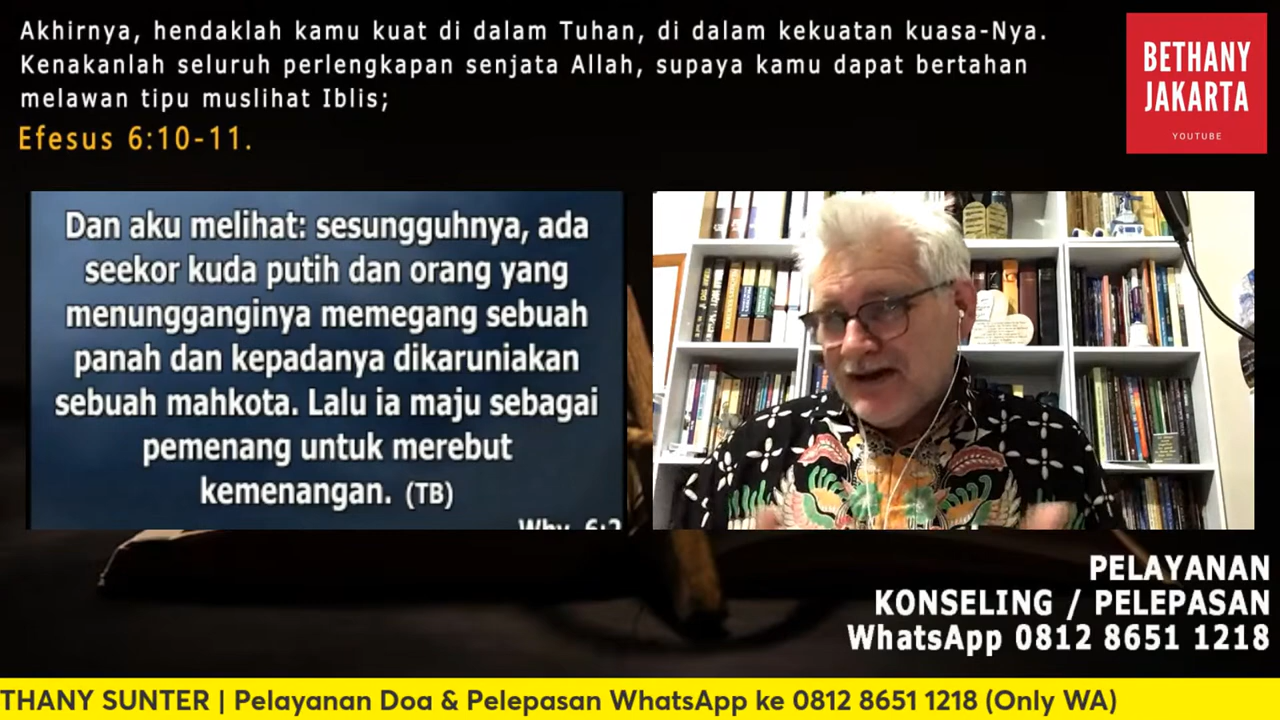 Akhirnya, hendaklah kamu kuat di dalam Tuhan, di dalam kekuatan kuasa-Nya.
Kenakanlah seluruh perlengkapan senjata Allah, supaya kamu dapat bertahan
melawan tipu muslihat Iblis;
Efesus 6:10-11.
BETHANY
JAKARTA
YOUTUBE
Dan aku melihat: sesungguhnya, ada
seekor kuda putih dan orang yang
menungganginya memegang sebuah
panah dan kepadanya dikaruniakan
sebuah mahkota. Lalu ia maju sebagai
pemenang untuk merebut
kemenangan. (TB)
PELAYANAN
KONSELING / PELEPASAN
WhatsApp 0812 8651 1218
THANY SUNTER | Pelayanan Doa & Pelepasan WhatsApp ke 0812 8651 1218 (Only WA)